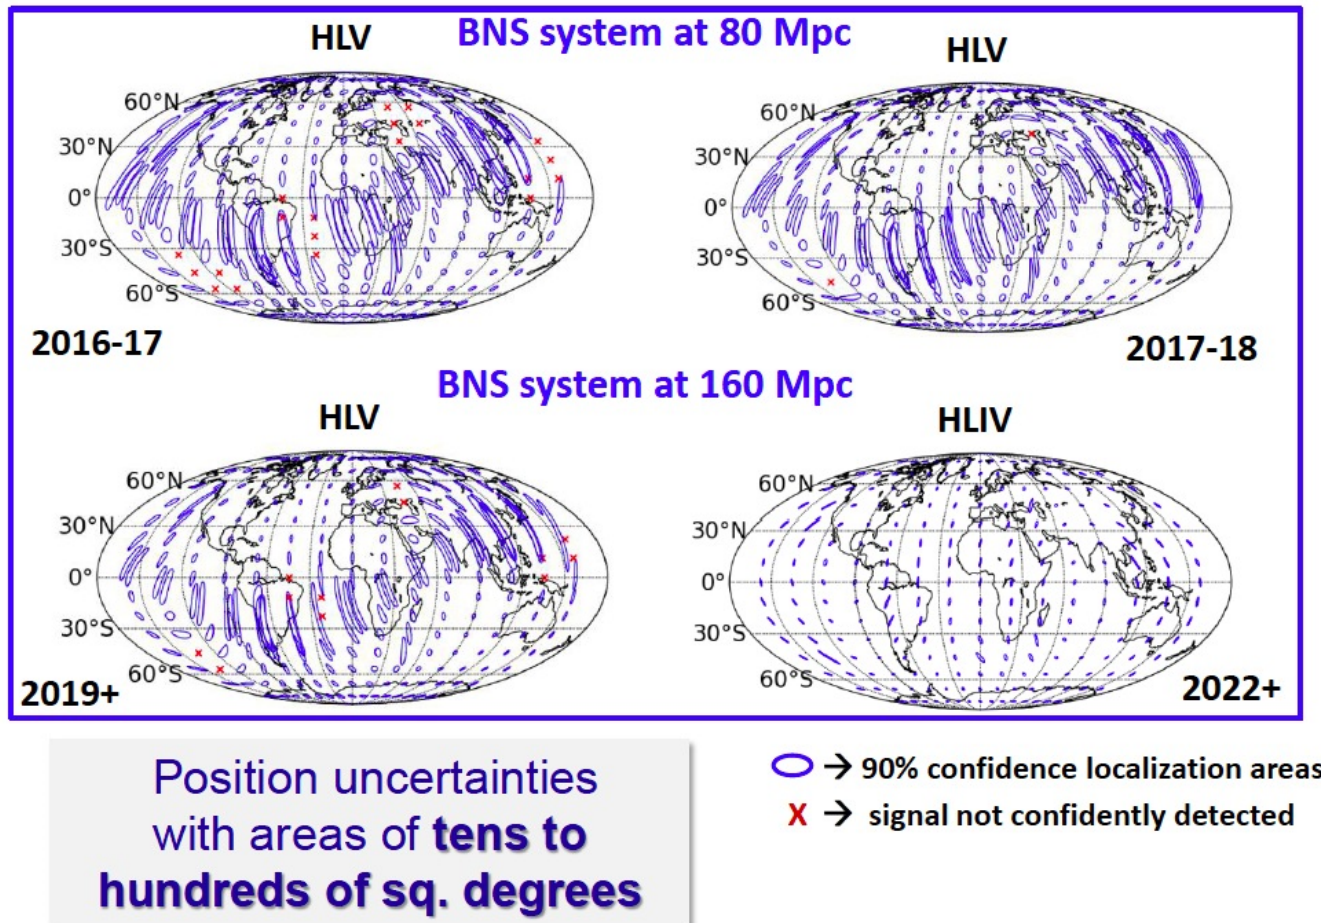 BNS system at 80 Mpc
HLV
HLV
60°N
30°N
0°
30°S
60°S
2016-17
30°N
0°
30°S
60°S
2017-18
BNS system at 160 Mpc
HLV
HLIV
60°N
30°N
0°
30°S
60°S
2019+
60°N
30°N
0°
30°S
60°S
2022+
Position uncertainties
with areas of tens to
hundreds of sq. degrees
→ 90% confidence localization areas
X → signal not confidently detected